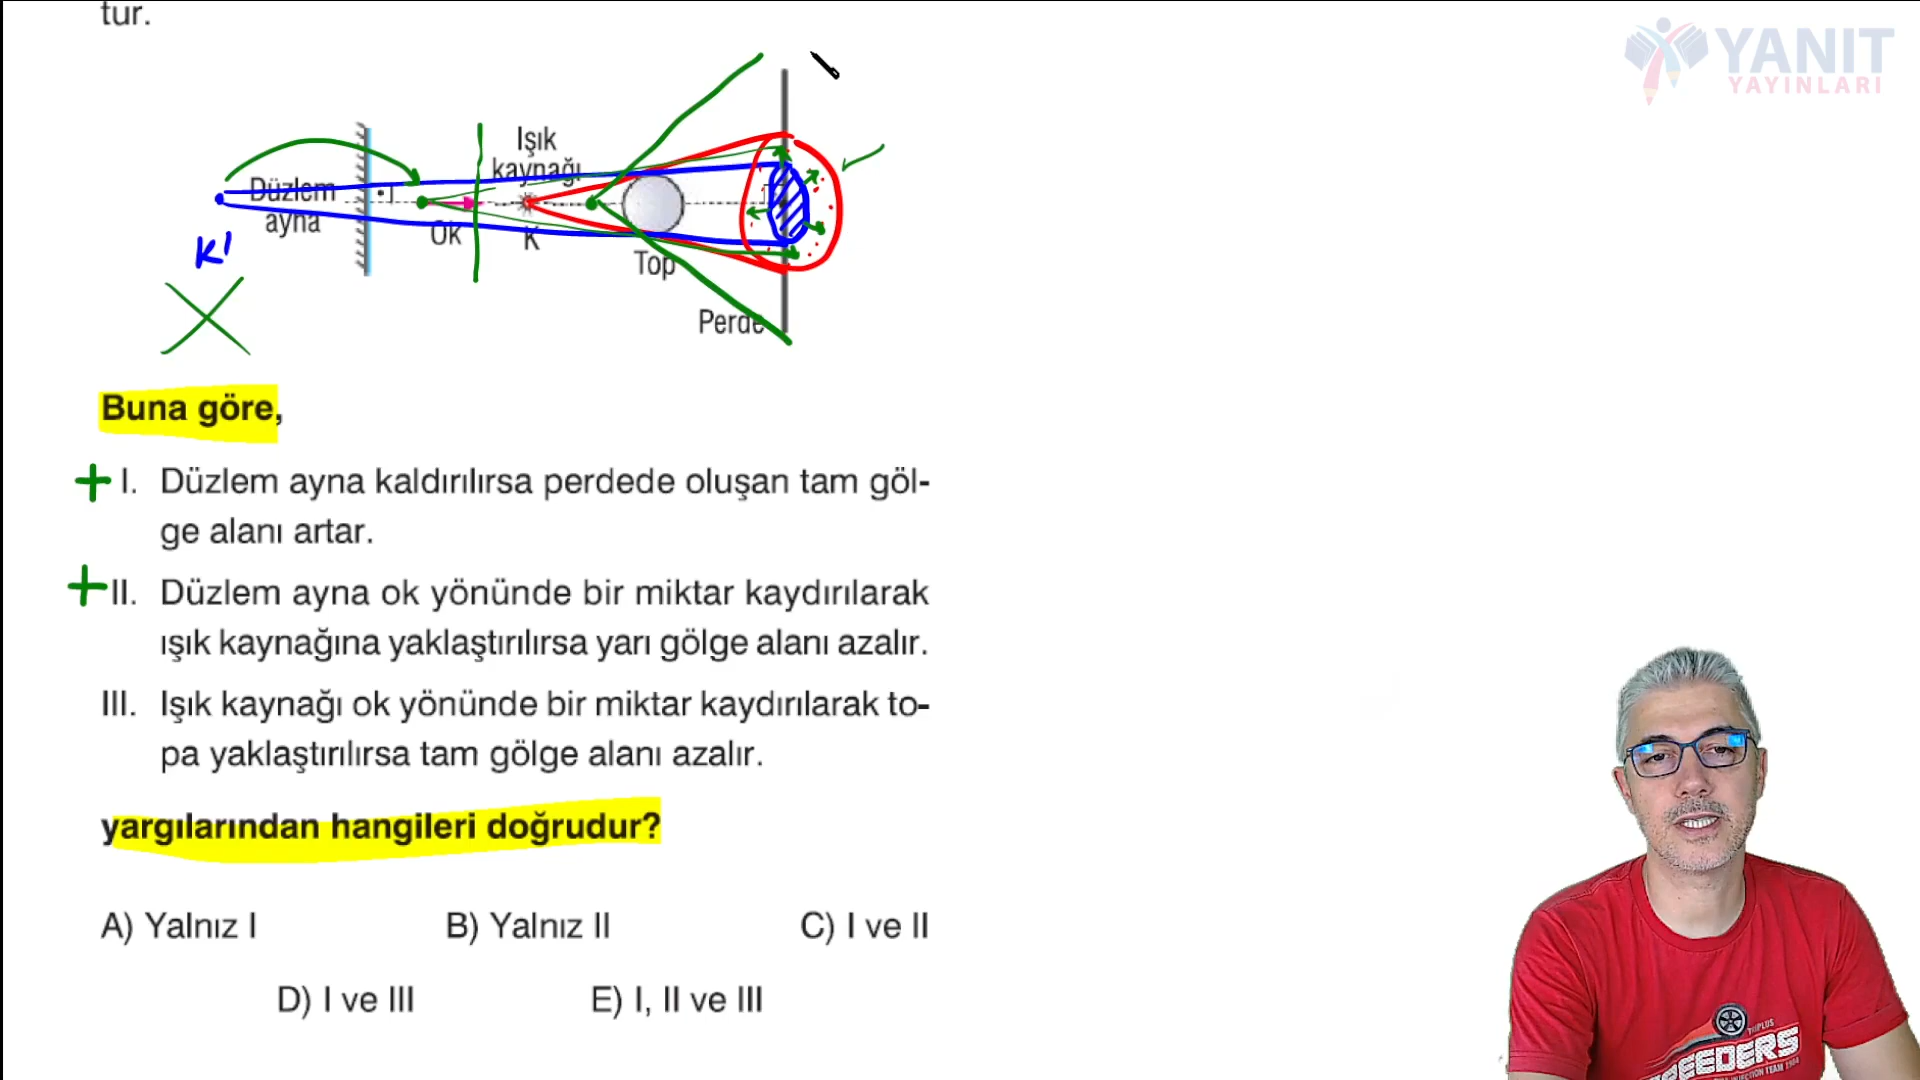 tur.
YANIT
YAYINLARI
Işık
kaynağı
Düzlem
ayna
Ok
K
K'
Top
Perde
Buna göre,
+ I. Düzlem ayna kaldırılırsa perdede oluşan tam göl-
ge alanı artar.
+ II. Düzlem ayna ok yönünde bir miktar kaydırılarak
ışık kaynağına yaklaştırılırsa yarı gölge alanı azalır.
III. Işık kaynağı ok yönünde bir miktar kaydırılarak to-
pa yaklaştırılırsa tam gölge alanı azalır.
yargılarından hangileri doğrudur?
A) Yalnız I B) Yalnız II C) I ve II
D) I ve III E) I, II ve III